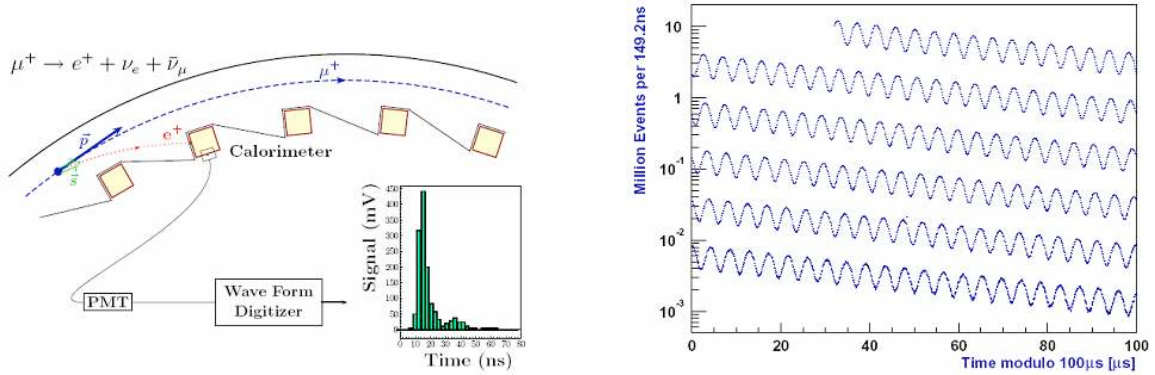 μ⁺ → e⁺ + ν_e + ν̄_μ
μ⁺
p⃗
e⁺
s⃗
Calorimeter
PMT
Wave Form
Digitizer
Signal (mV)
450
400
350
300
250
200
150
100
50
0
0 10 20 30 40 50 60 70 80
Time (ns)
Million Events per 149.2ns
10
1
10⁻¹
10⁻²
10⁻³
0 20 40 60 80 100
Time modulo 100μs [μs]